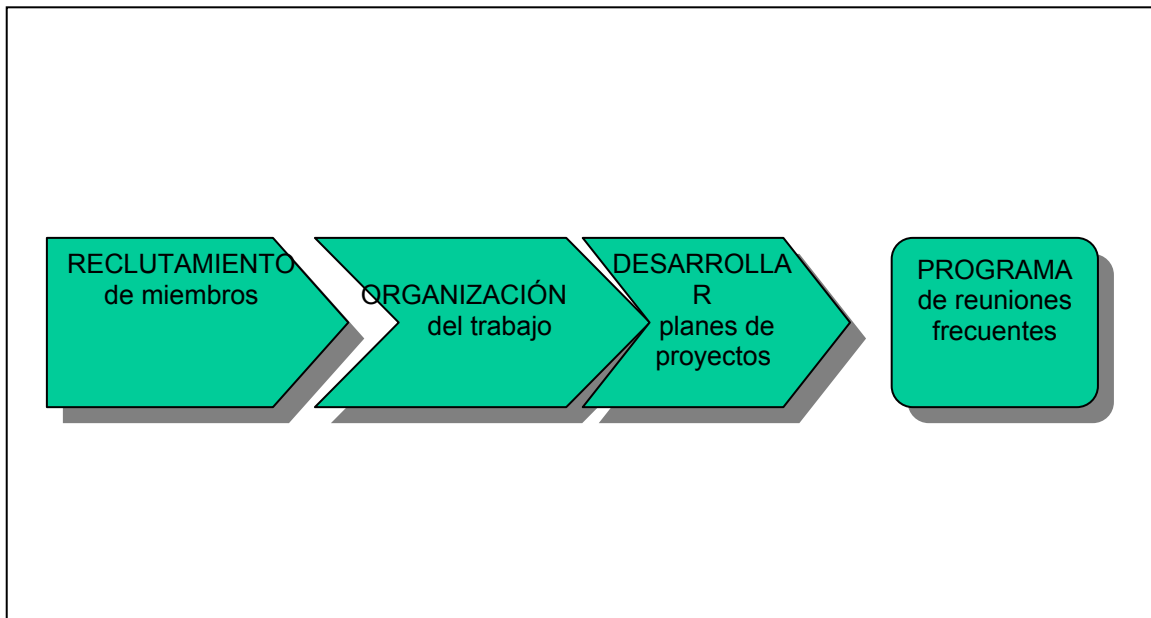 RECLUTAMIENTO
de miembros
ORGANIZACIÓN
del trabajo
DESARROLLA
R
planes de
proyectos
PROGRAMA
de reuniones
frecuentes